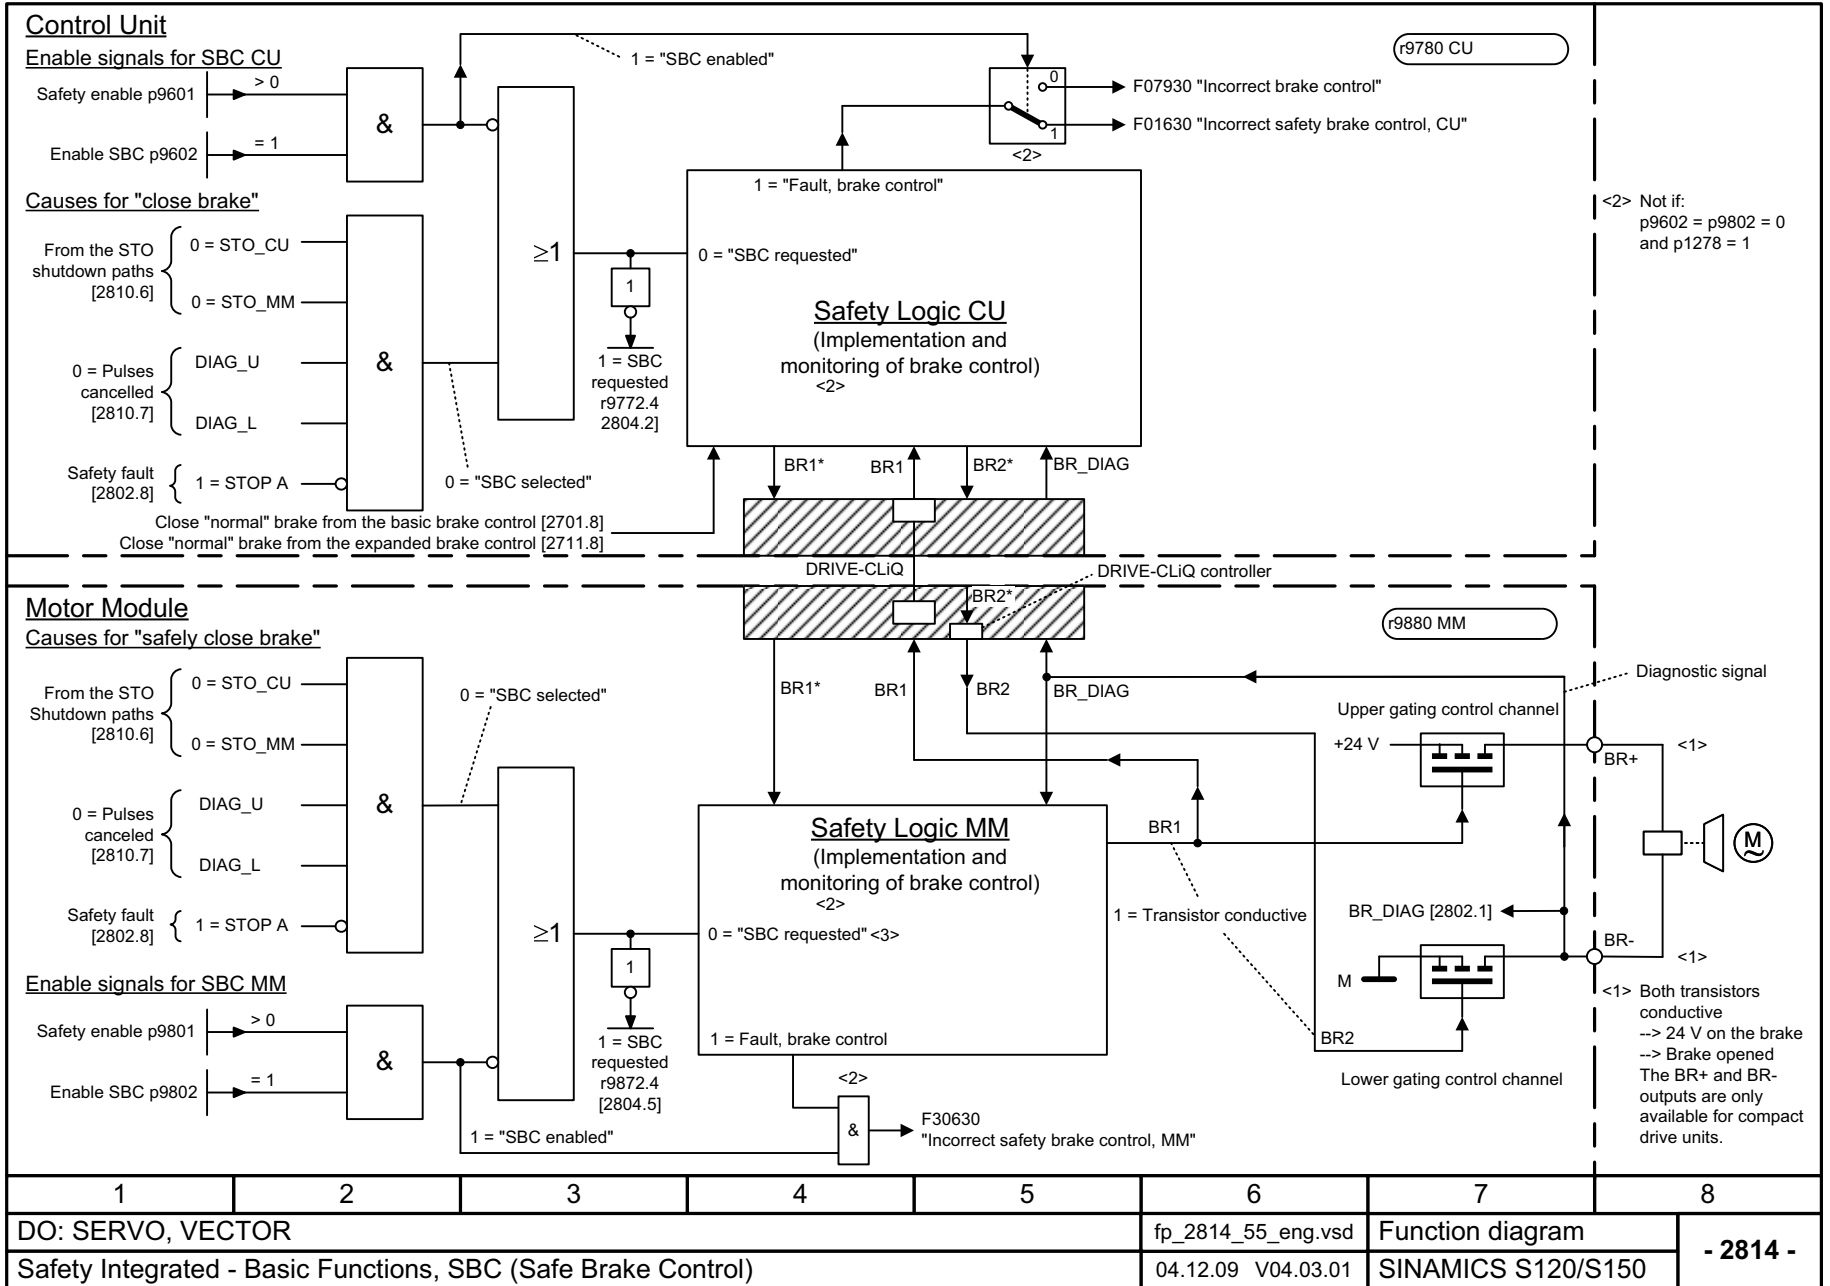 Control Unit
Enable signals for SBC CU
Safety enable p9601
> 0
&
Enable SBC p9602
= 1
1 = "SBC enabled"
r9780 CU
0
1
F07930 "Incorrect brake control"
F01630 "Incorrect safety brake control, CU"
<2>
Causes for "close brake"
From the STO
shutdown paths
[2810.6]
0 = STO_CU
0 = STO_MM
0 = Pulses
cancelled
[2810.7]
DIAG_U
DIAG_L
Safety fault
[2802.8]
1 = STOP A
&
0 = "SBC selected"
≥1
1
1 = SBC
requested
r9772.4
2804.2]
1 = "Fault, brake control"
0 = "SBC requested"
Safety Logic CU
(Implementation and
monitoring of brake control)
<2>
<2> Not if:
p9602 = p9802 = 0
and p1278 = 1
Close "normal" brake from the basic brake control [2701.8]
Close "normal" brake from the expanded brake control [2711.8]
BR1*
BR1
BR2*
BR_DIAG
DRIVE-CLiQ
DRIVE-CLiQ controller
BR2*
Motor Module
Causes for "safely close brake"
r9880 MM
From the STO
Shutdown paths
[2810.6]
0 = STO_CU
0 = STO_MM
0 = Pulses
canceled
[2810.7]
DIAG_U
DIAG_L
Safety fault
[2802.8]
1 = STOP A
&
0 = "SBC selected"
≥1
BR1*
BR1
BR2
BR_DIAG
Diagnostic signal
Upper gating control channel
+24 V
BR+
<1>
Safety Logic MM
(Implementation and
monitoring of brake control)
<2>
0 = "SBC requested" <3>
1 = Fault, brake control
BR1
1 = Transistor conductive
M
BR_DIAG [2802.1]
BR-
<1>
M
BR2
Lower gating control channel
<1> Both transistors
conductive
--> 24 V on the brake
--> Brake opened
The BR+ and BR-
outputs are only
available for compact
drive units.
Enable signals for SBC MM
Safety enable p9801
> 0
Enable SBC p9802
= 1
&
1
1 = SBC
requested
r9872.4
[2804.5]
1 = "SBC enabled"
<2>
&
F30630
"Incorrect safety brake control, MM"
1 2 3 4 5 6 7 8
DO: SERVO, VECTOR
fp_2814_55_eng.vsd
Function diagram
- 2814 -
Safety Integrated - Basic Functions, SBC (Safe Brake Control)
04.12.09 V04.03.01
SINAMICS S120/S150